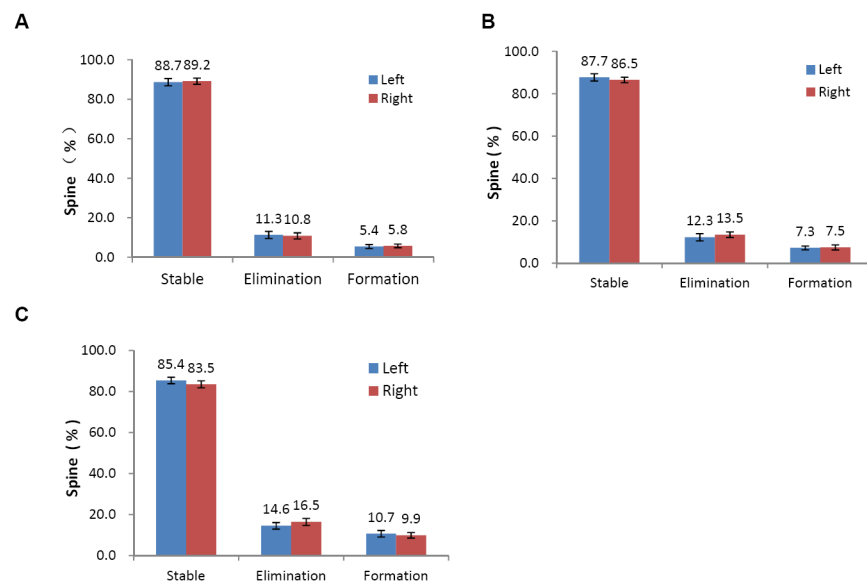 A
100.0
80.0
60.0
40.0
20.0
0.0
Spine （ % ）
88.7 89.2
11.3 10.8
5.4 5.8
Stable Elimination Formation
Left
Right
B
100.0
80.0
60.0
40.0
20.0
0.0
Spine ( % )
87.7 86.5
12.3 13.5
7.3 7.5
Stable Elimination Formation
Left
Right
C
100.0
80.0
60.0
40.0
20.0
0.0
Spine ( % )
85.4 83.5
14.6 16.5
10.7 9.9
Stable Elimination Formation
Left
Right